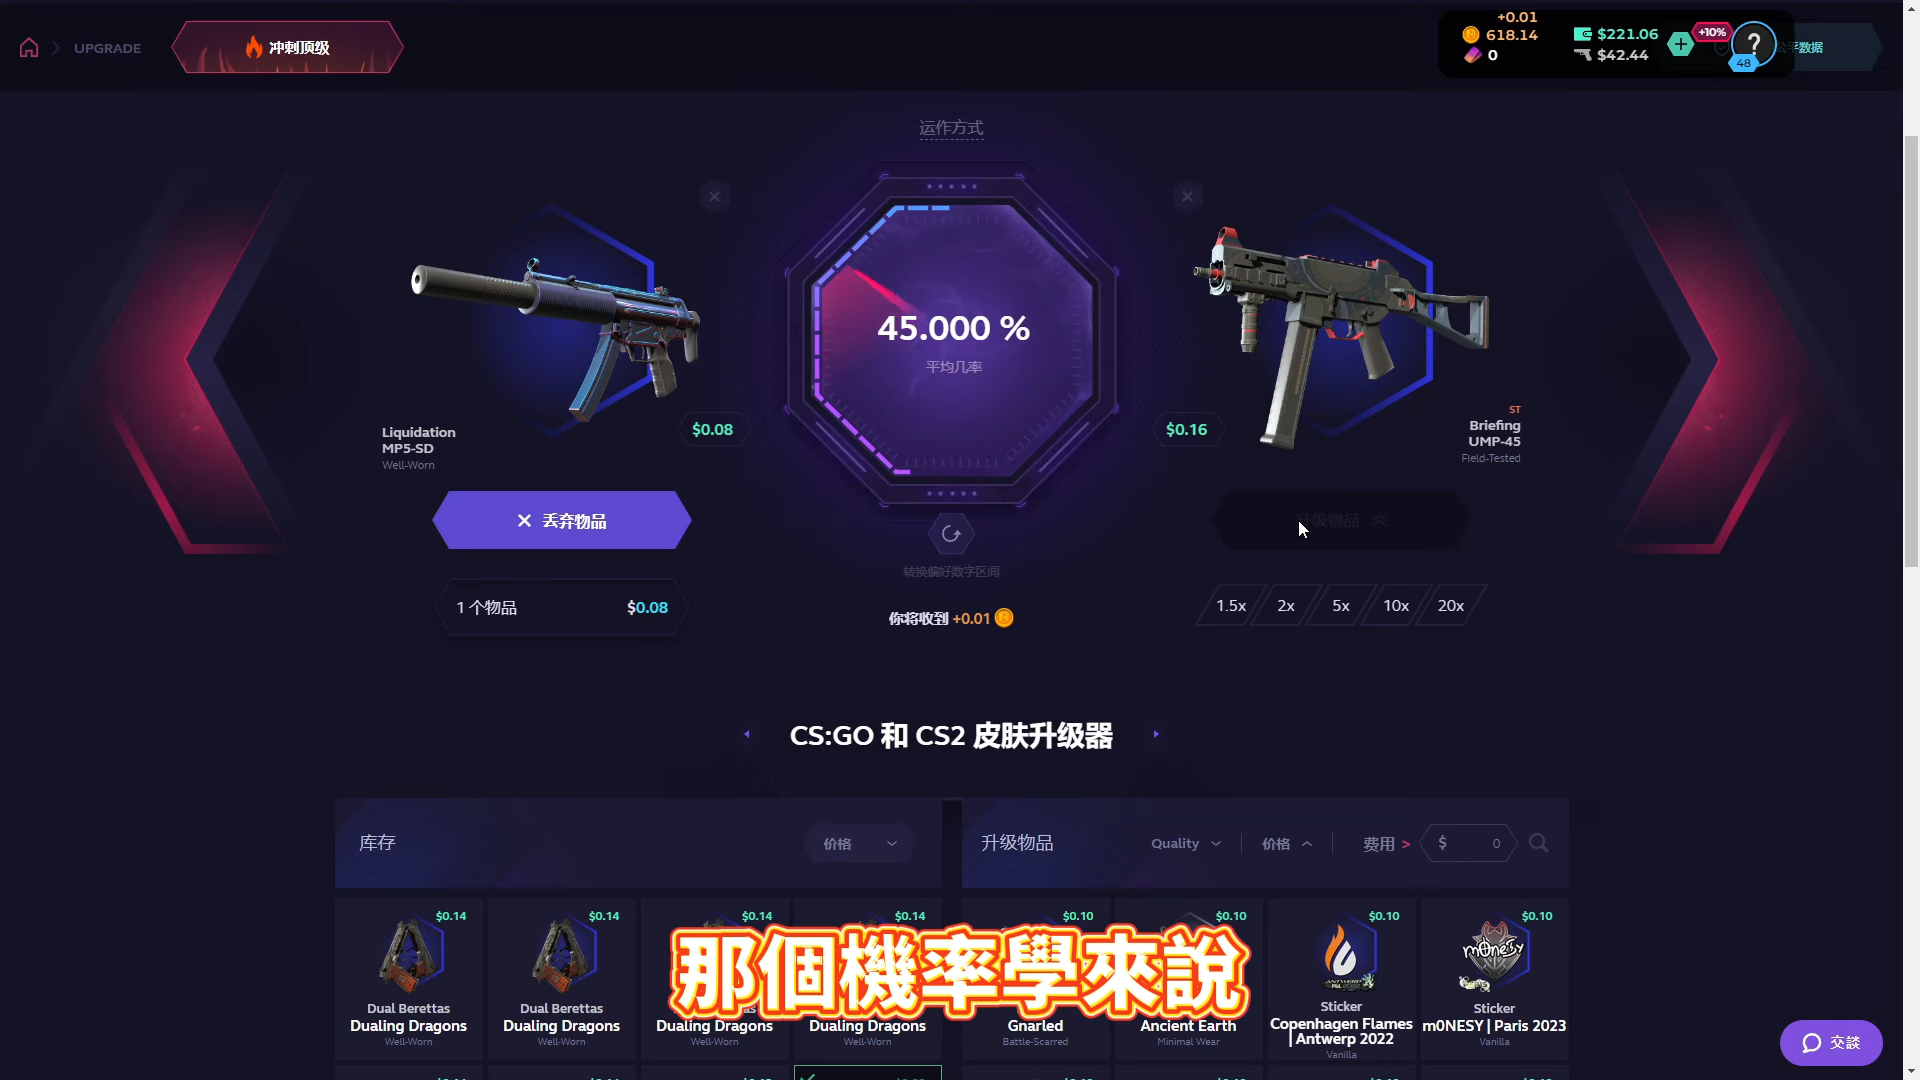 UPGRADE
冲刺顶级
+0.01
618.14
0
$221.06
$42.44
+10%
?
48
公平数据
运作方式
45.000 %
平均几率
Liquidation
MP5-SD
Well-Worn
$0.08
$0.16
ST
Briefing
UMP-45
Field-Tested
丢弃物品
升级物品
转换偏好数字区间
1 个物品
$0.08
你将收到 +0.01
1.5x
2x
5x
10x
20x
CS:GO 和 CS2 皮肤升级器
库存
价格
升级物品
Quality
价格
费用 >
$ 0
$0.14
$0.14
$0.14
$0.14
$0.10
$0.10
$0.10
$0.10
那個機率學來說
Dual Berettas
Dualing Dragons
Well-Worn
Dual Berettas
Dualing Dragons
Well-Worn
Dualing Dragons
Well-Worn
Dualing Dragons
Well-Worn
Gnarled
Battle-Scarred
Ancient Earth
Minimal Wear
Sticker
Copenhagen Flames
| Antwerp 2022
Vanilla
Sticker
m0NESY | Paris 2023
Vanilla
交談